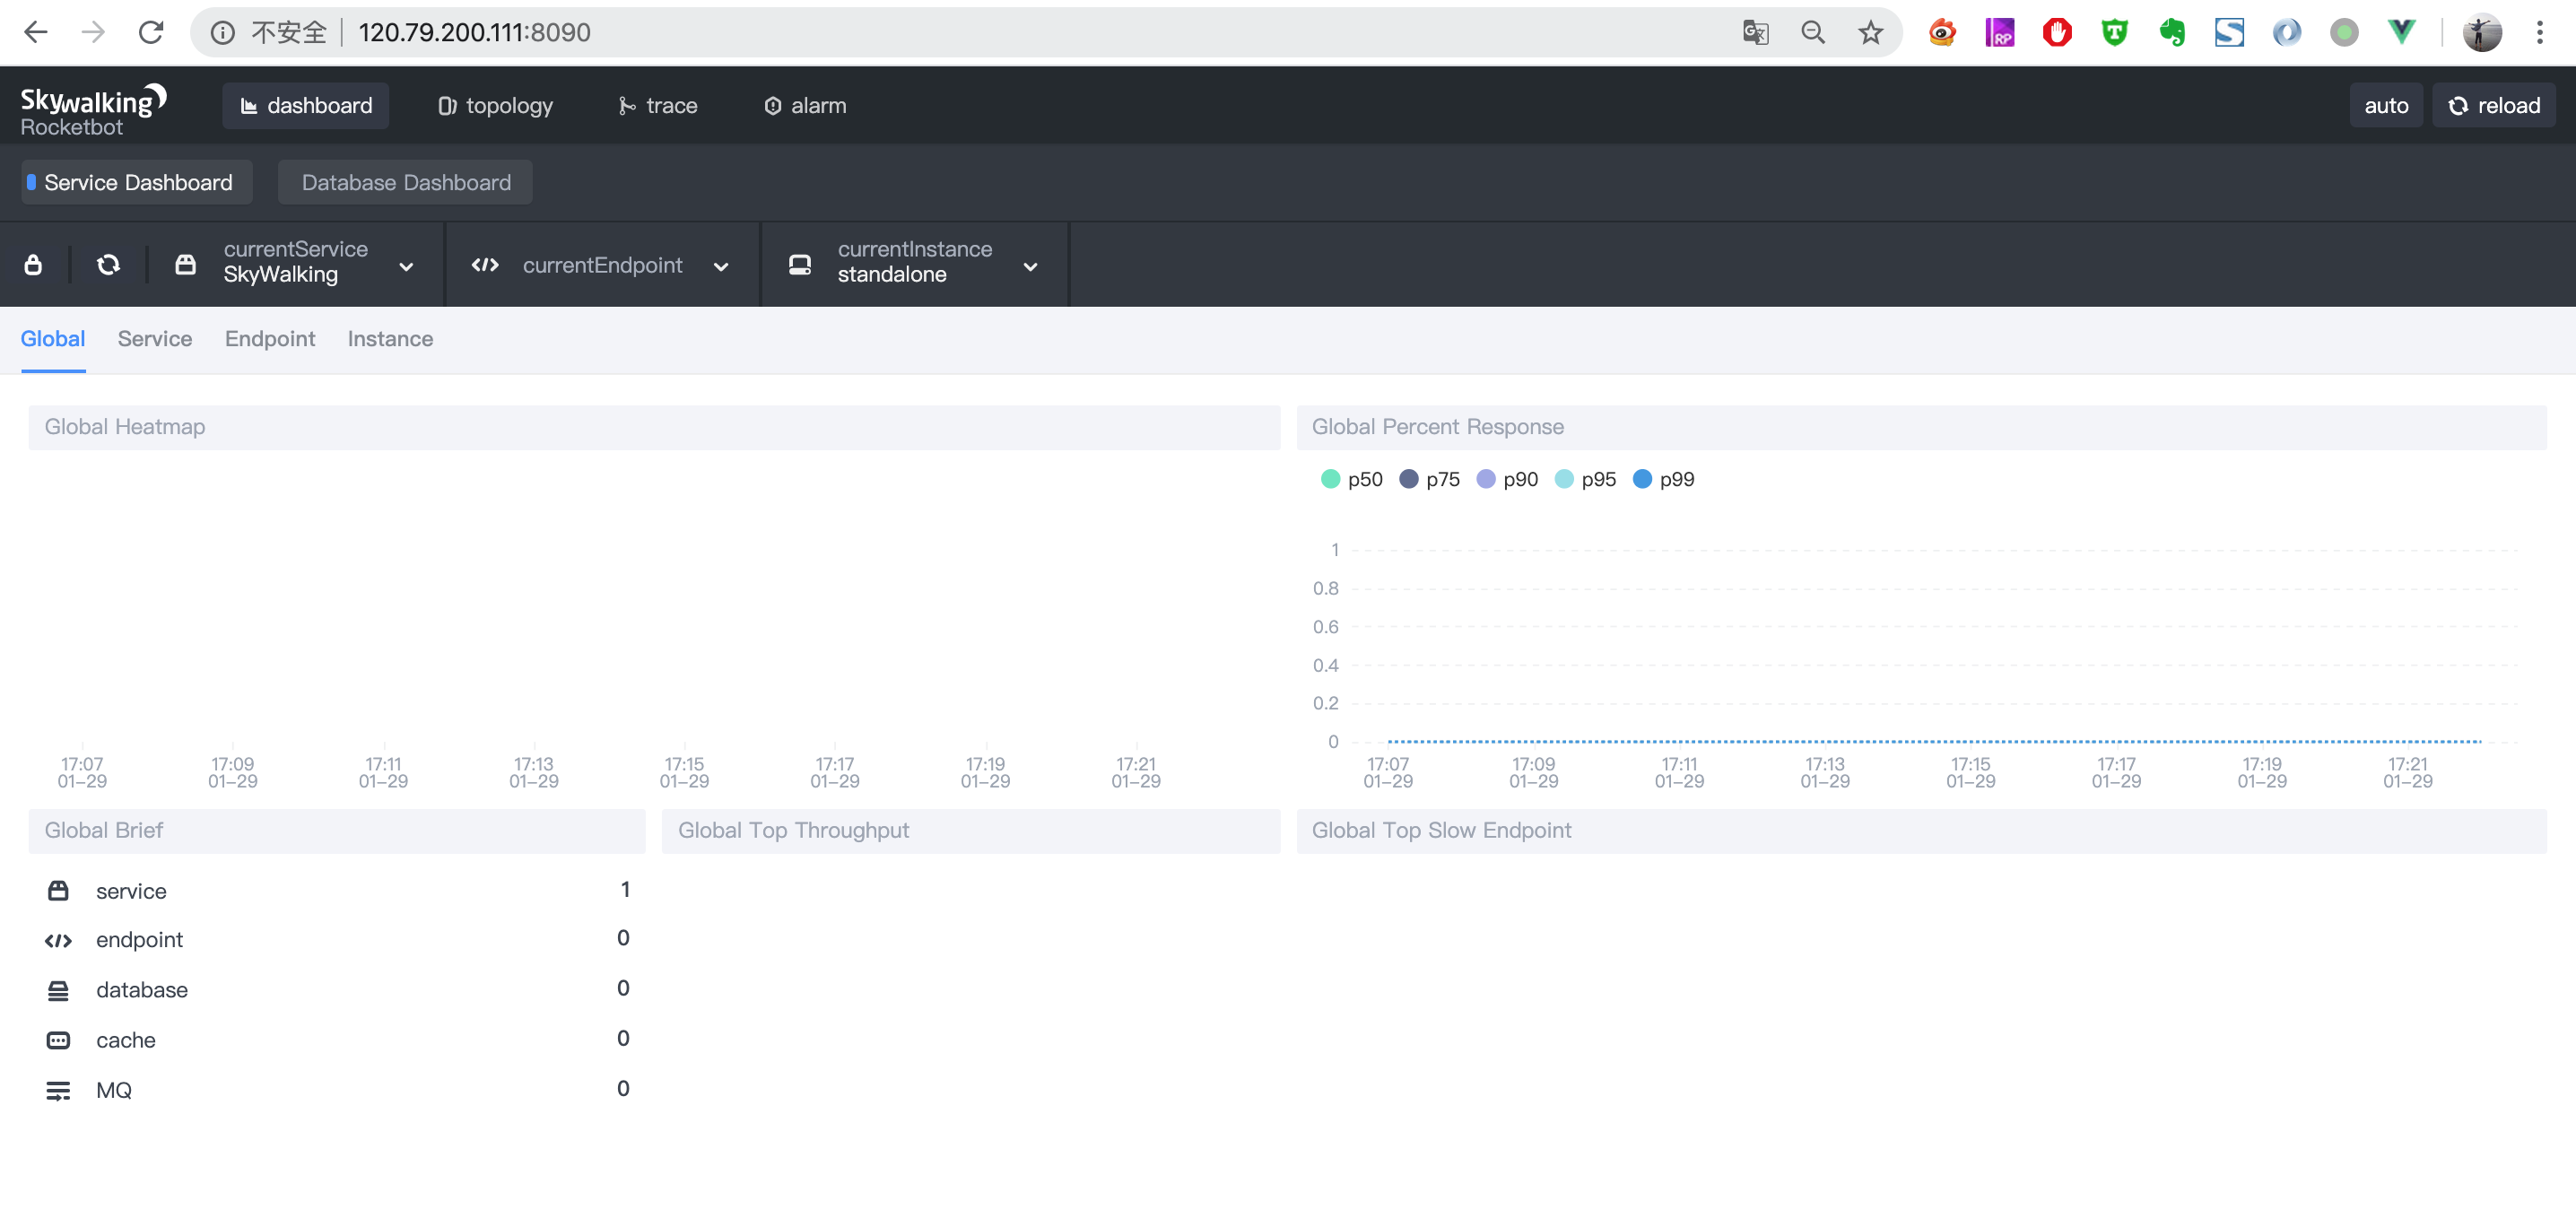 不安全 120.79.200.111:8090
Skywalking
Rocketbot
dashboard topology trace alarm auto reload
Service Dashboard Database Dashboard
currentService
SkyWalking
currentEndpoint
currentInstance
standalone
Global Service Endpoint Instance
Global Heatmap
17:07 17:09 17:11 17:13 17:15 17:17 17:19 17:21
01-29 01-29 01-29 01-29 01-29 01-29 01-29 01-29
Global Percent Response
p50 p75 p90 p95 p99
1
0.8
0.6
0.4
0.2
0
17:07 17:09 17:11 17:13 17:15 17:17 17:19 17:21
01-29 01-29 01-29 01-29 01-29 01-29 01-29 01-29
Global Brief
service 1
endpoint 0
database 0
cache 0
MQ 0
Global Top Throughput
Global Top Slow Endpoint